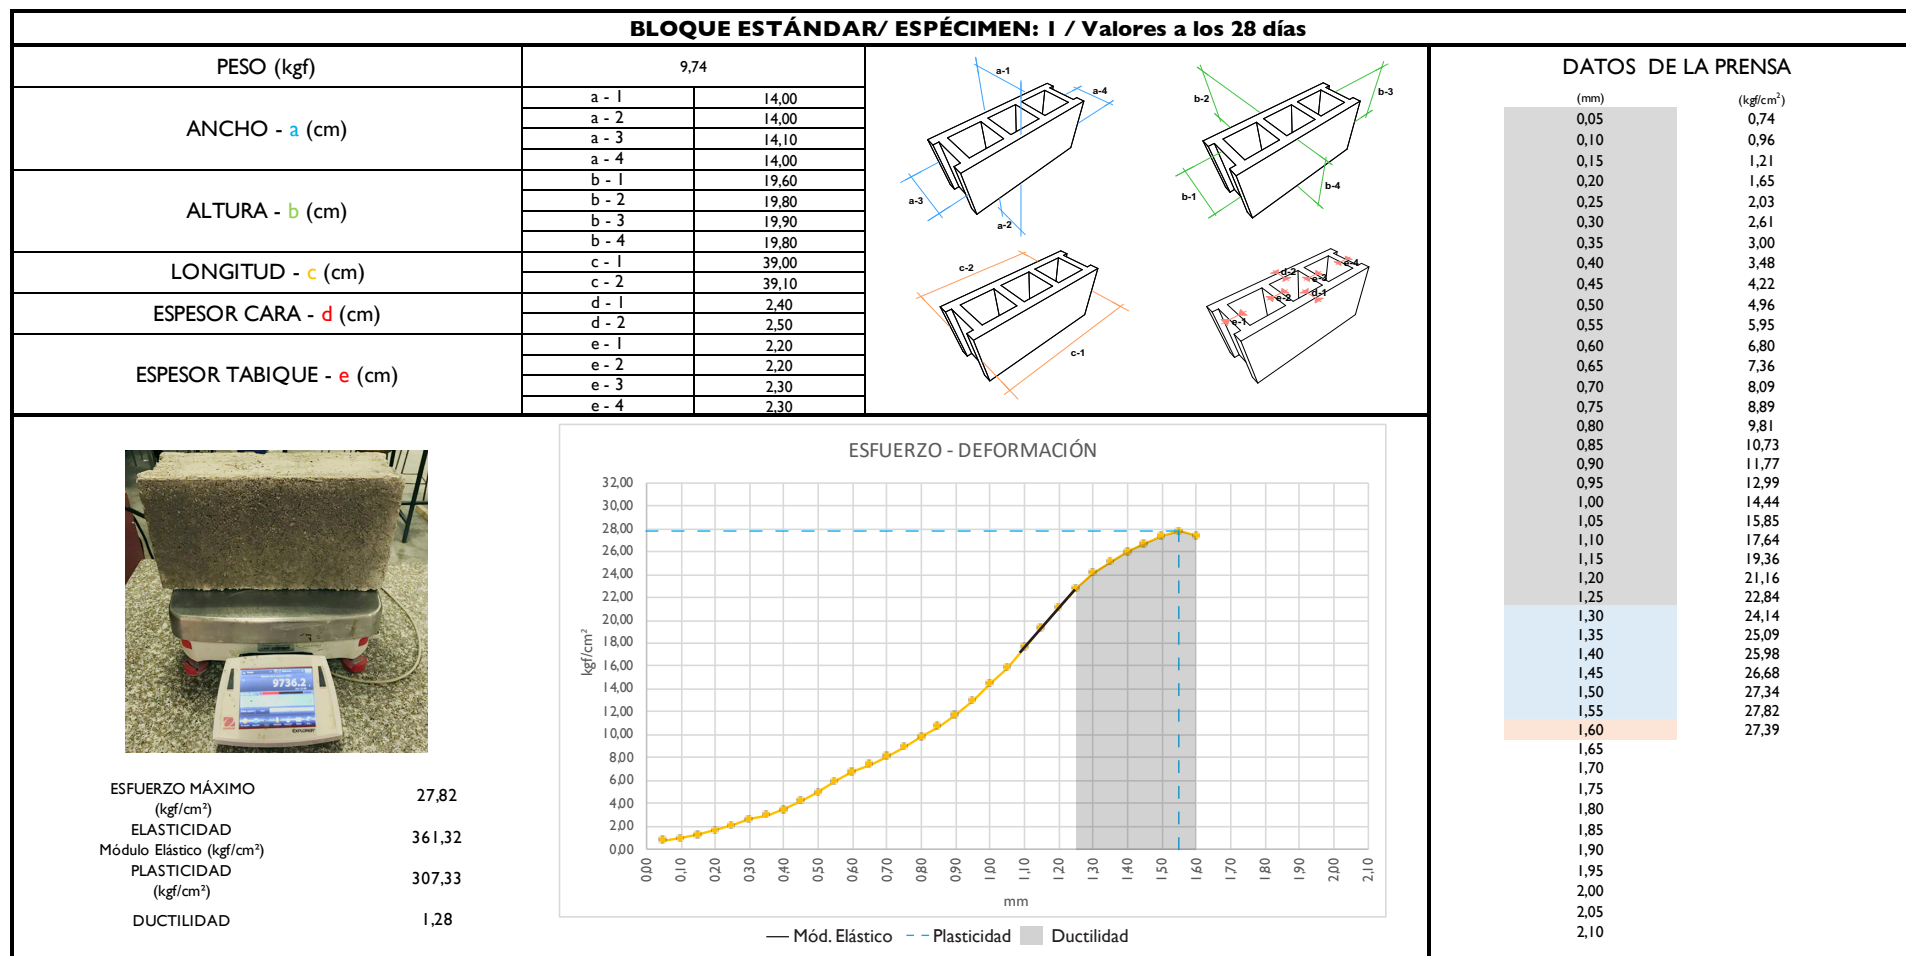 BLOQUE ESTÁNDAR/ ESPÉCIMEN: 1 / Valores a los 28 días
PESO (kgf) 9,74
ANCHO - a (cm)
a - 1 14,00
a - 2 14,00
a - 3 14,10
a - 4 14,00
ALTURA - b (cm)
b - 1 19,60
b - 2 19,80
b - 3 19,90
b - 4 19,80
LONGITUD - c (cm)
c - 1 39,00
c - 2 39,10
ESPESOR CARA - d (cm)
d - 1 2,40
d - 2 2,50
ESPESOR TABIQUE - e (cm)
e - 1 2,20
e - 2 2,20
e - 3 2,30
e - 4 2,30
a-1
a-4
a-3
a-2
b-2
b-3
b-1
b-4
c-2
c-1
d-2
e-4
e-3
e-2
d-1
e-1
DATOS DE LA PRENSA
(mm) (kgf/cm²)
0,05 0,74
0,10 0,96
0,15 1,21
0,20 1,65
0,25 2,03
0,30 2,61
0,35 3,00
0,40 3,48
0,45 4,22
0,50 4,96
0,55 5,95
0,60 6,80
0,65 7,36
0,70 8,09
0,75 8,89
0,80 9,81
0,85 10,73
0,90 11,77
0,95 12,99
1,00 14,44
1,05 15,85
1,10 17,64
1,15 19,36
1,20 21,16
1,25 22,84
1,30 24,14
1,35 25,09
1,40 25,98
1,45 26,68
1,50 27,34
1,55 27,82
1,60 27,39
1,65
1,70
1,75
1,80
1,85
1,90
1,95
2,00
2,05
2,10
9736.2
EXPLORER
ESFUERZO MÁXIMO
(kgf/cm²)
27,82
ELASTICIDAD
Módulo Elástico (kgf/cm²)
361,32
PLASTICIDAD
(kgf/cm²)
307,33
DUCTILIDAD 1,28
ESFUERZO - DEFORMACIÓN
32,00
30,00
28,00
26,00
24,00
22,00
20,00
18,00
16,00
14,00
12,00
10,00
8,00
6,00
4,00
2,00
0,00
kgf/cm²
0,00 0,10 0,20 0,30 0,40 0,50 0,60 0,70 0,80 0,90 1,00 1,10 1,20 1,30 1,40 1,50 1,60 1,70 1,80 1,90 2,00 2,10
mm
Mód. Elástico Plasticidad Ductilidad